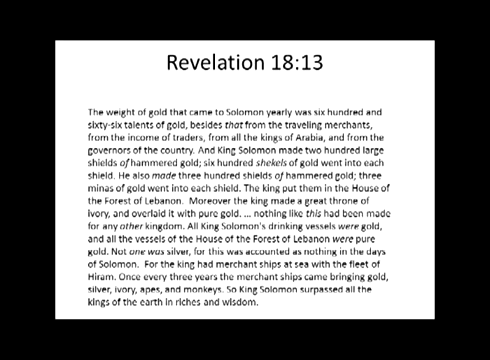 Revelation 18:13
The weight of gold that came to Solomon yearly was six hundred and
sixty-six talents of gold, besides that from the traveling merchants,
from the income of traders, from all the kings of Arabia, and from the
governors of the country. And King Solomon made two hundred large
shields of hammered gold; six hundred shekels of gold went into each
shield. He also made three hundred shields of hammered gold; three
minas of gold went into each shield. The king put them in the House of
the Forest of Lebanon. Moreover the king made a great throne of
ivory, and overlaid it with pure gold. ... nothing like this had been made
for any other kingdom. All King Solomon's drinking vessels were gold,
and all the vessels of the House of the Forest of Lebanon were pure
gold. Not one was silver, for this was accounted as nothing in the days
of Solomon. For the king had merchant ships at sea with the fleet of
Hiram. Once every three years the merchant ships came bringing gold,
silver, ivory, apes, and monkeys. So King Solomon surpassed all the
kings of the earth in riches and wisdom.